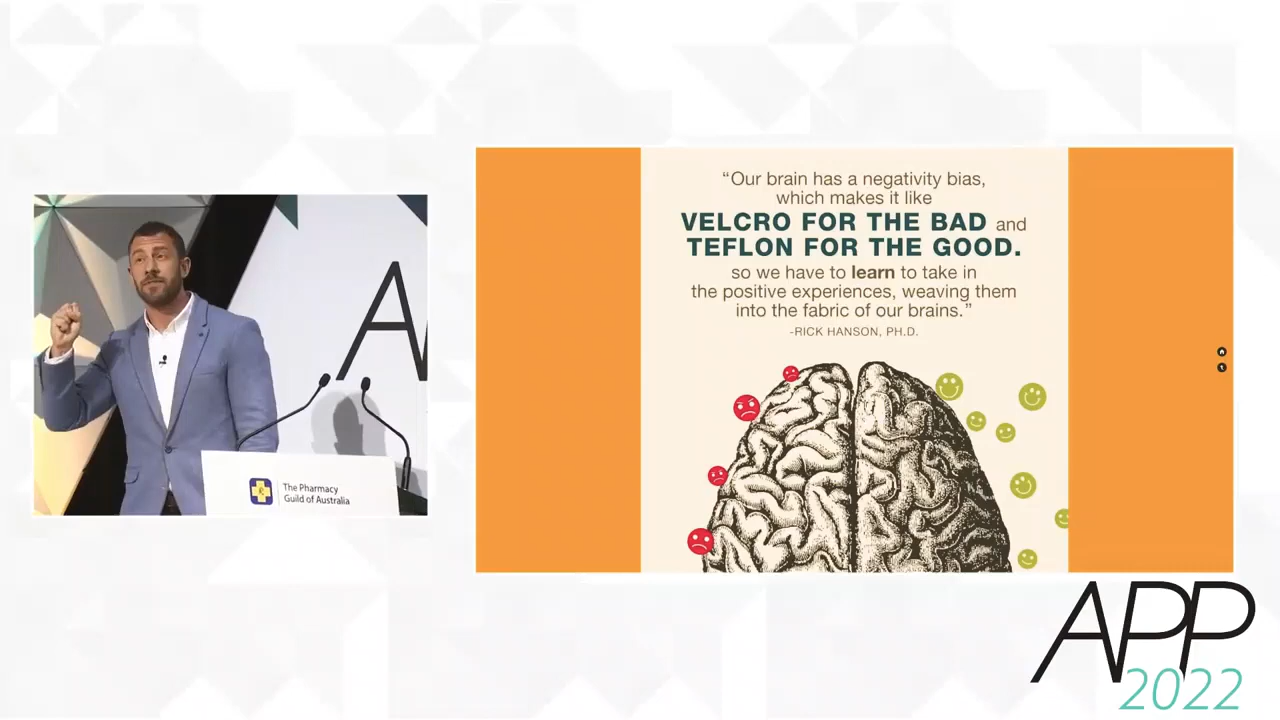 A
The Pharmacy
Guild of Australia
“Our brain has a negativity bias,
which makes it like
VELCRO FOR THE BAD and
TEFLON FOR THE GOOD.
so we have to learn to take in
the positive experiences, weaving them
into the fabric of our brains.”
-RICK HANSON, PH.D.
APP
2022